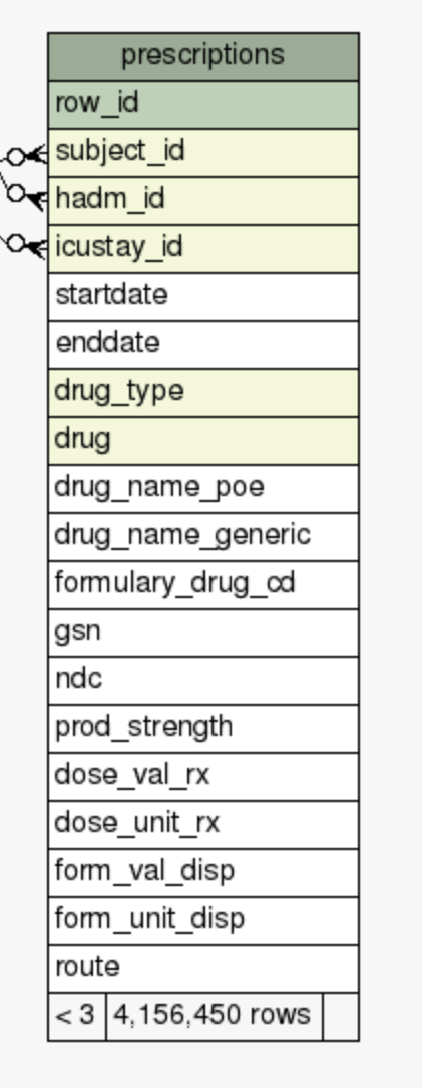 prescriptions
row_id
subject_id
hadm_id
icustay_id
startdate
enddate
drug_type
drug
drug_name_poe
drug_name_generic
formulary_drug_cd
gsn
ndc
prod_strength
dose_val_rx
dose_unit_rx
form_val_disp
form_unit_disp
route
< 3 4,156,450 rows